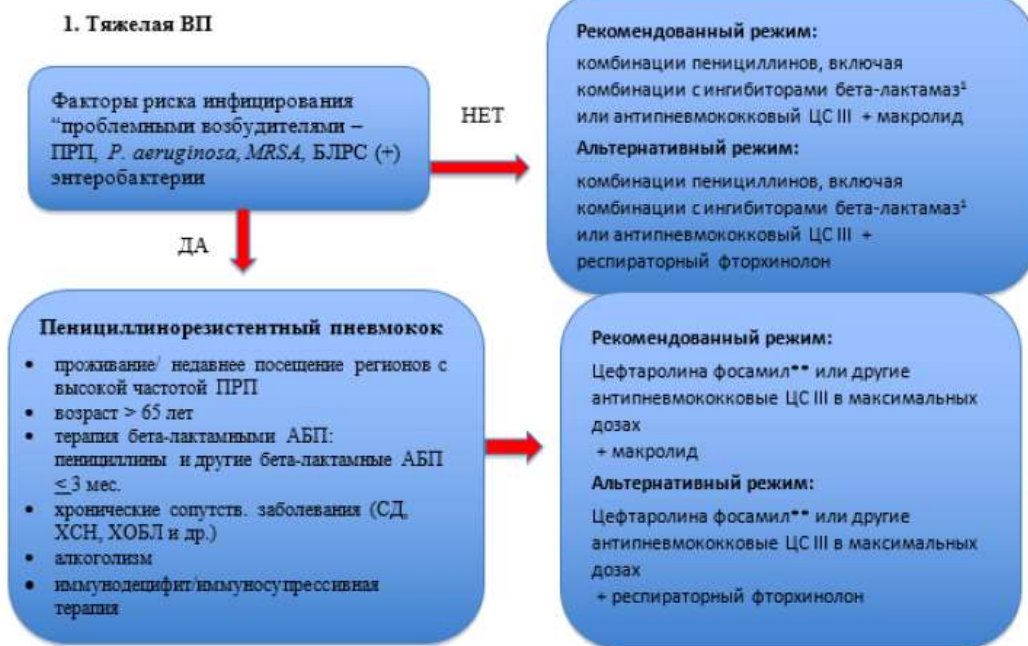 1. Тяжелая ВП
Факторы риска инфицирования
“проблемными возбудителями –
ПРП, P. aeruginosa, MRSA, БЛРС (+)
энтеробактерии
НЕТ
Рекомендованный режим:
комбинации пенициллинов, включая
комбинации с ингибиторами бета-лактамаз¹
или антипневмококковый ЦС III + макролид
Альтернативный режим:
комбинации пенициллинов, включая
комбинации с ингибиторами бета-лактамаз¹
или антипневмококковый ЦС III +
респираторный фторхинолон
ДА
Пенициллинорезистентный пневмокок
• проживание/ недавнее посещение регионов с
высокой частотой ПРП
• возраст > 65 лет
• терапия бета-лактамными АБП:
пенициллины и другие бета-лактамные АБП
≤ 3 мес.
• хронические сопутств. заболевания (СД,
ХСН, ХОБЛ и др.)
• алкоголизм
• иммунодецифит/иммуносупрессивная
терапия
Рекомендованный режим:
Цефтаролина фосамил** или другие
антипневмококковые ЦС III в максимальных
дозах
+ макролид
Альтернативный режим:
Цефтаролина фосамил** или другие
антипневмококковые ЦС III в максимальных
дозах
+ респираторный фторхинолон